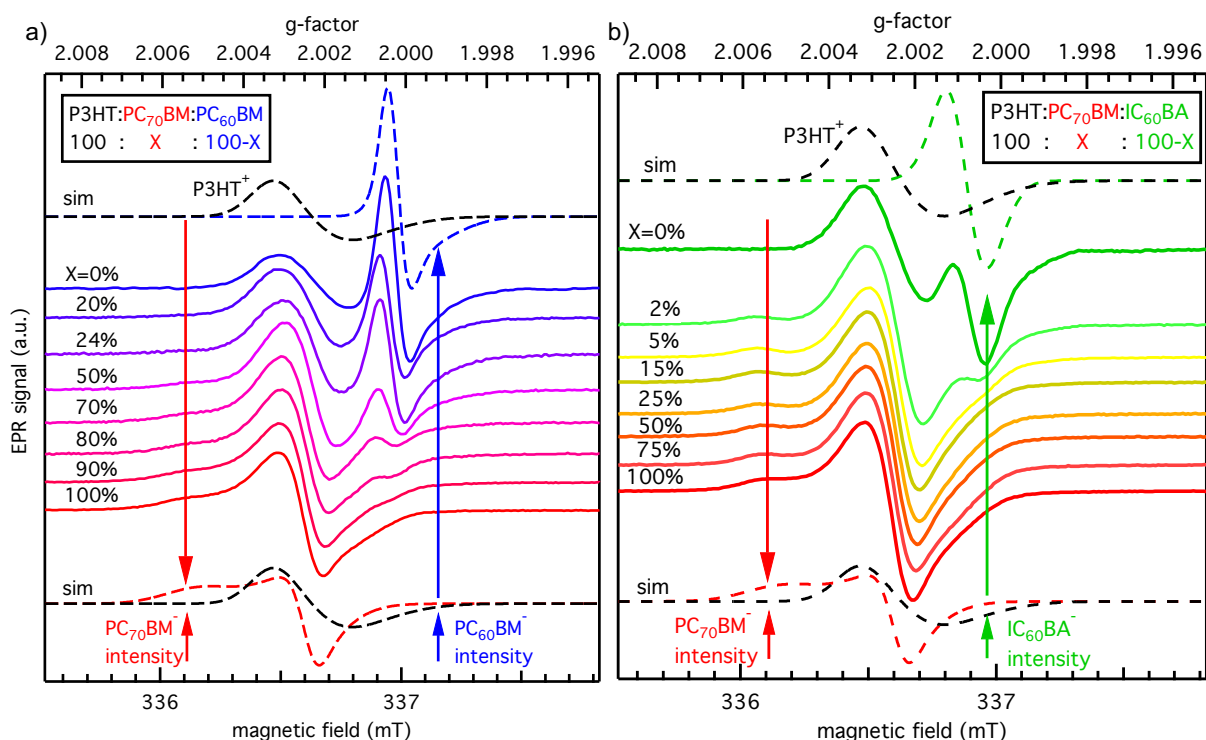 a)
g-factor
2.008 2.006 2.004 2.002 2.000 1.998 1.996
P3HT:PC70BM:PC60BM
100 : X : 100-X
sim
P3HT+
X=0%
20%
24%
50%
70%
80%
90%
100%
sim
PC70BM-
intensity
PC60BM-
intensity
336 337
magnetic field (mT)
EPR signal (a.u.)
b)
g-factor
2.008 2.006 2.004 2.003 2.001 2.000 1.998 1.996
P3HT:PC70BM:IC60BA
100 : X : 100-X
P3HT+
sim
X=0%
2%
5%
15%
25%
50%
75%
100%
sim
PC70BM-
intensity
IC60BA-
intensity
336 337
magnetic field (mT)